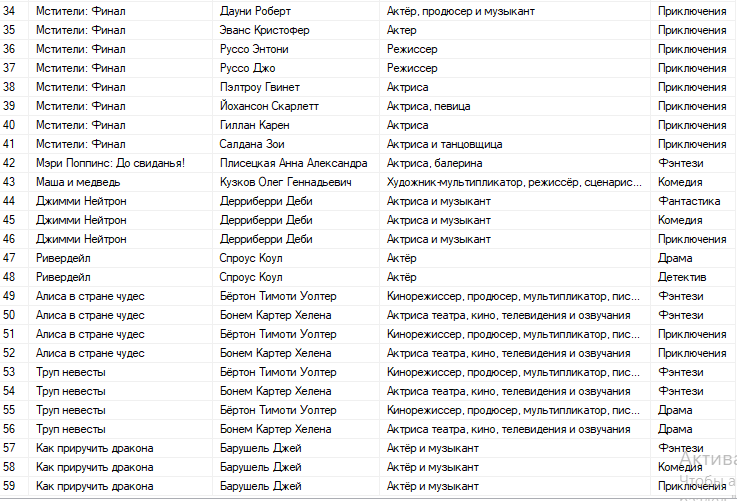 34 Мстители: Финал Дауни Роберт Актёр, продюсер и музыкант Приключения
35 Мстители: Финал Эванс Кристофер Актер Приключения
36 Мстители: Финал Руссо Энтони Режиссер Приключения
37 Мстители: Финал Руссо Джо Режиссер Приключения
38 Мстители: Финал Пэлтроу Гвинет Актриса Приключения
39 Мстители: Финал Йохансон Скарлетт Актриса, певица Приключения
40 Мстители: Финал Гиллан Карен Актриса Приключения
41 Мстители: Финал Салдана Зои Актриса и танцовщица Приключения
42 Мэри Поппинс: До свиданья! Плисецкая Анна Александра Актриса, балерина Фэнтези
43 Маша и медведь Кузков Олег Геннадьевич Художник-мультипликатор, режиссёр, сценарис... Комедия
44 Джимми Нейтрон Дерриберри Деби Актриса и музыкант Фантастика
45 Джимми Нейтрон Дерриберри Деби Актриса и музыкант Комедия
46 Джимми Нейтрон Дерриберри Деби Актриса и музыкант Приключения
47 Ривердейл Спроус Коул Актёр Драма
48 Ривердейл Спроус Коул Актёр Детектив
49 Алиса в стране чудес Бёртон Тимоти Уолтер Кинорежиссер, продюсер, мультипликатор, пис... Фэнтези
50 Алиса в стране чудес Бонем Картер Хелена Актриса театра, кино, телевидения и озвучания Фэнтези
51 Алиса в стране чудес Бёртон Тимоти Уолтер Кинорежиссер, продюсер, мультипликатор, пис... Приключения
52 Алиса в стране чудес Бонем Картер Хелена Актриса театра, кино, телевидения и озвучания Приключения
53 Труп невесты Бёртон Тимоти Уолтер Кинорежиссер, продюсер, мультипликатор, пис... Фэнтези
54 Труп невесты Бонем Картер Хелена Актриса театра, кино, телевидения и озвучания Фэнтези
55 Труп невесты Бёртон Тимоти Уолтер Кинорежиссер, продюсер, мультипликатор, пис... Драма
56 Труп невесты Бонем Картер Хелена Актриса театра, кино, телевидения и озвучания Драма
57 Как приручить дракона Барушель Джей Актёр и музыкант Фэнтези
58 Как приручить дракона Барушель Джей Актёр и музыкант Комедия
59 Как приручить дракона Барушель Джей Актёр и музыкант Приключения
Актива
Чтобы а